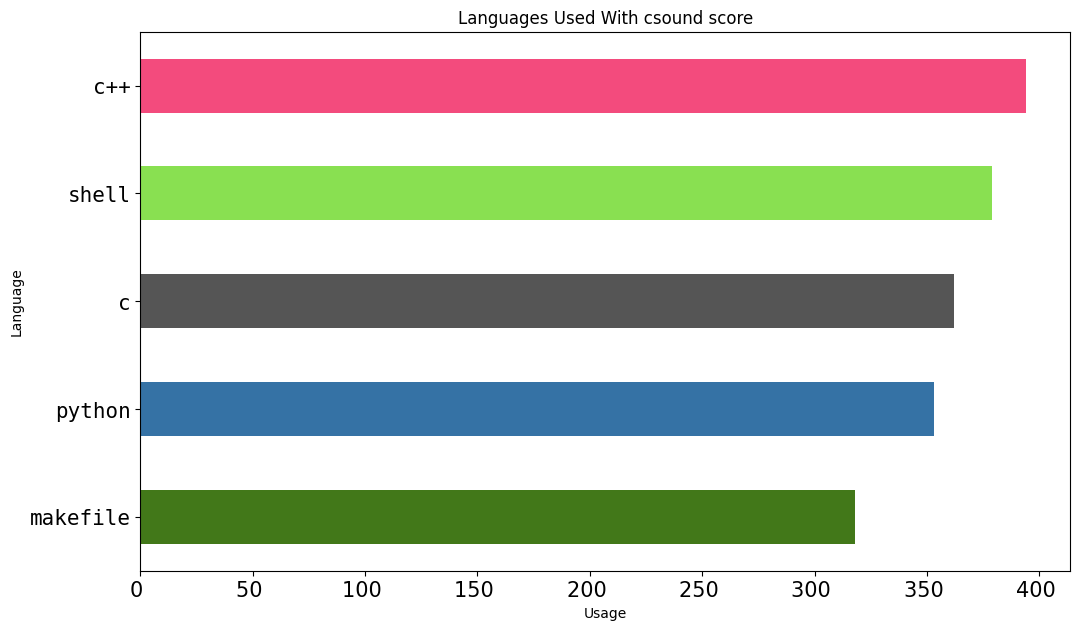 Languages Used With csound score
Language
c++
shell
c
python
makefile
0 50 100 150 200 250 300 350 400
Usage